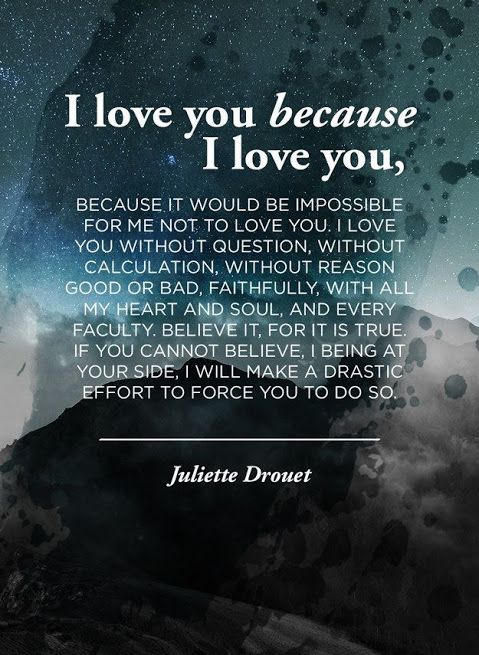 I love you because
I love you,
BECAUSE IT WOULD BE IMPOSSIBLE
FOR ME NOT TO LOVE YOU. I LOVE
YOU WITHOUT QUESTION, WITHOUT
CALCULATION, WITHOUT REASON
GOOD OR BAD, FAITHFULLY, WITH ALL
MY HEART AND SOUL, AND EVERY
FACULTY. BELIEVE IT, FOR IT IS TRUE.
IF YOU CANNOT BELIEVE, I BEING AT
YOUR SIDE, I WILL MAKE A DRASTIC
EFFORT TO FORCE YOU TO DO SO.
Juliette Drouet